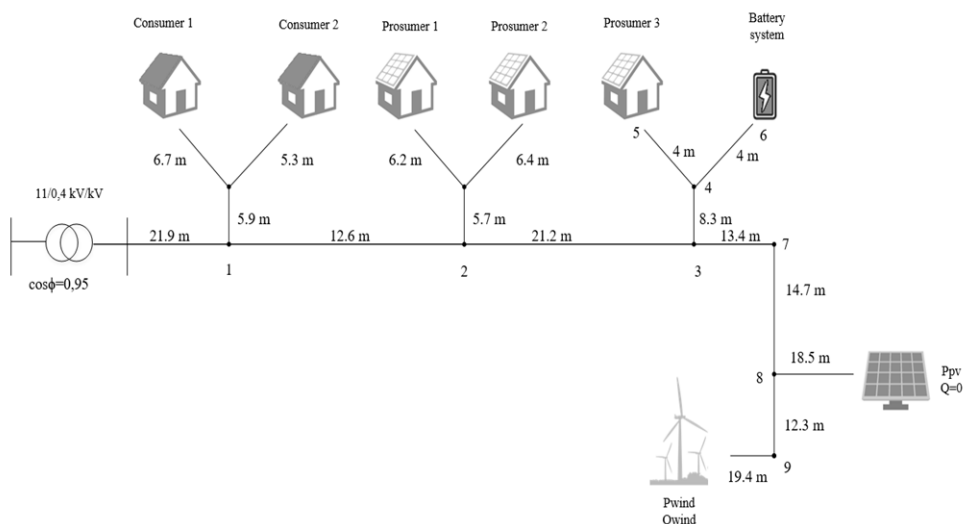 Consumer 1
Consumer 2
Prosumer 1
Prosumer 2
Prosumer 3
Battery
system
5
6
6.7 m
5.3 m
6.2 m
6.4 m
4 m
4 m
4
11/0,4 kV/kV
5.9 m
5.7 m
8.3 m
21.9 m
12.6 m
21.2 m
13.4 m
7
1
2
3
cosϕ=0,95
14.7 m
18.5 m
8
Ppv
Q=0
12.3 m
9
19.4 m
Pwind
Qwind